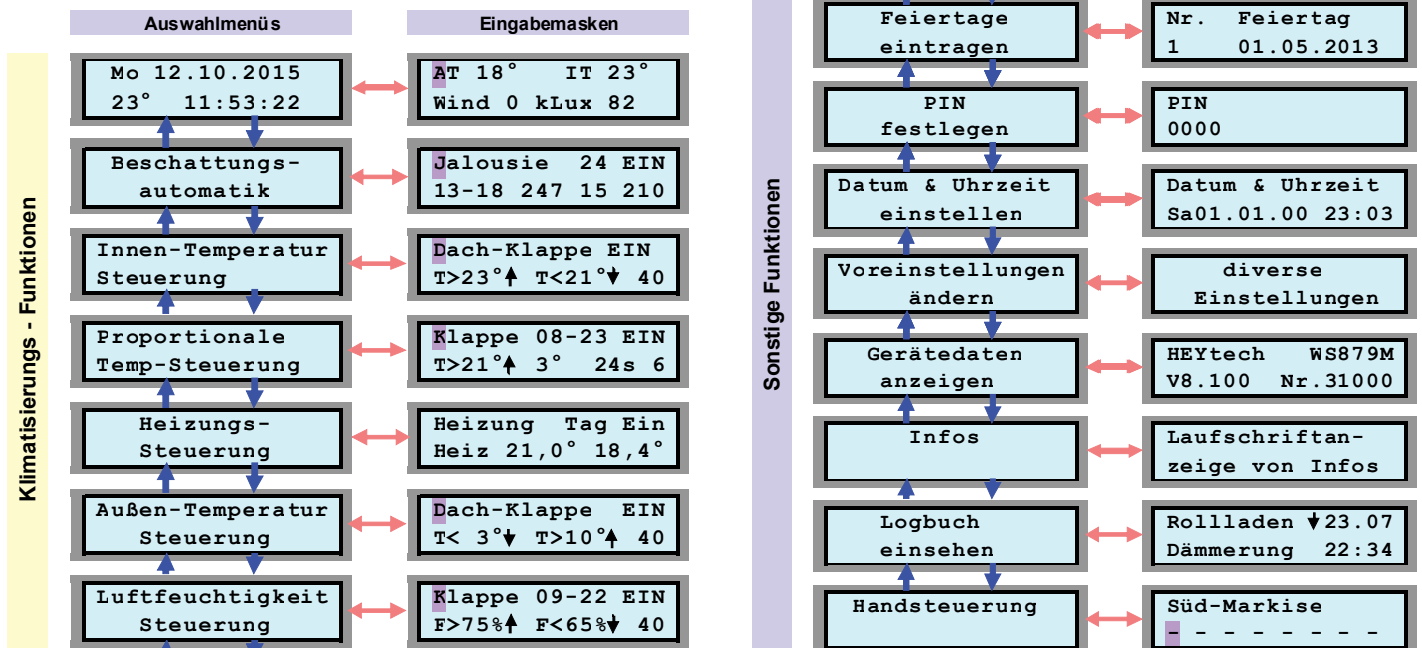 Auswahlmenüs
Eingabemasken
Klimatisierungs - Funktionen
Mo 12.10.2015
23° 11:53:22
AT 18° IT 23°
Wind 0 kLux 82
Beschattungs-
automatik
Jalousie 24 EIN
13-18 247 15 210
Innen-Temperatur
Steuerung
Dach-Klappe EIN
T>23°↑ T<21°↓ 40
Proportionale
Temp-Steuerung
Klappe 08-23 EIN
T>21°↑ 3° 24s 6
Heizungs-
Steuerung
Heizung Tag Ein
Heiz 21,0° 18,4°
Außen-Temperatur
Steuerung
Dach-Klappe EIN
T< 3°↓ T>10°↑ 40
Luftfeuchtigkeit
Steuerung
Klappe 09-22 EIN
F>75%↑ F<65%↓ 40
Sonstige Funktionen
Feiertage
eintragen
Nr. Feiertag
1 01.05.2013
PIN
festlegen
PIN
0000
Datum & Uhrzeit
einstellen
Datum & Uhrzeit
Sa01.01.00 23:03
Voreinstellungen
ändern
diverse
Einstellungen
Gerätedaten
anzeigen
HEYtech WS879M
V8.100 Nr.31000
Infos
Laufschriftan-
zeige von Infos
Logbuch
einsehen
Rollladen ↓23.07
Dämmerung 22:34
Handsteuerung
Süd-Markise
- - - - - - - -